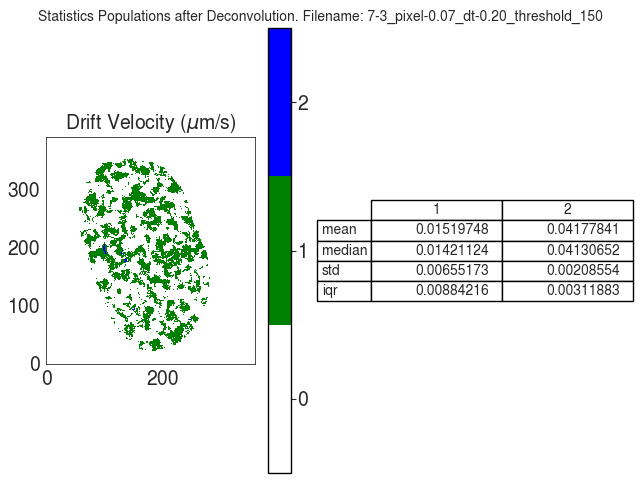 Statistics Populations after Deconvolution. Filename: 7-3_pixel-0.07_dt-0.20_threshold_150
Drift Velocity (μm/s)
300
200
100
0
0 200
2
1
0
1 2
mean 0.01519748 0.04177841
median 0.01421124 0.04130652
std 0.00655173 0.00208554
iqr 0.00884216 0.00311883